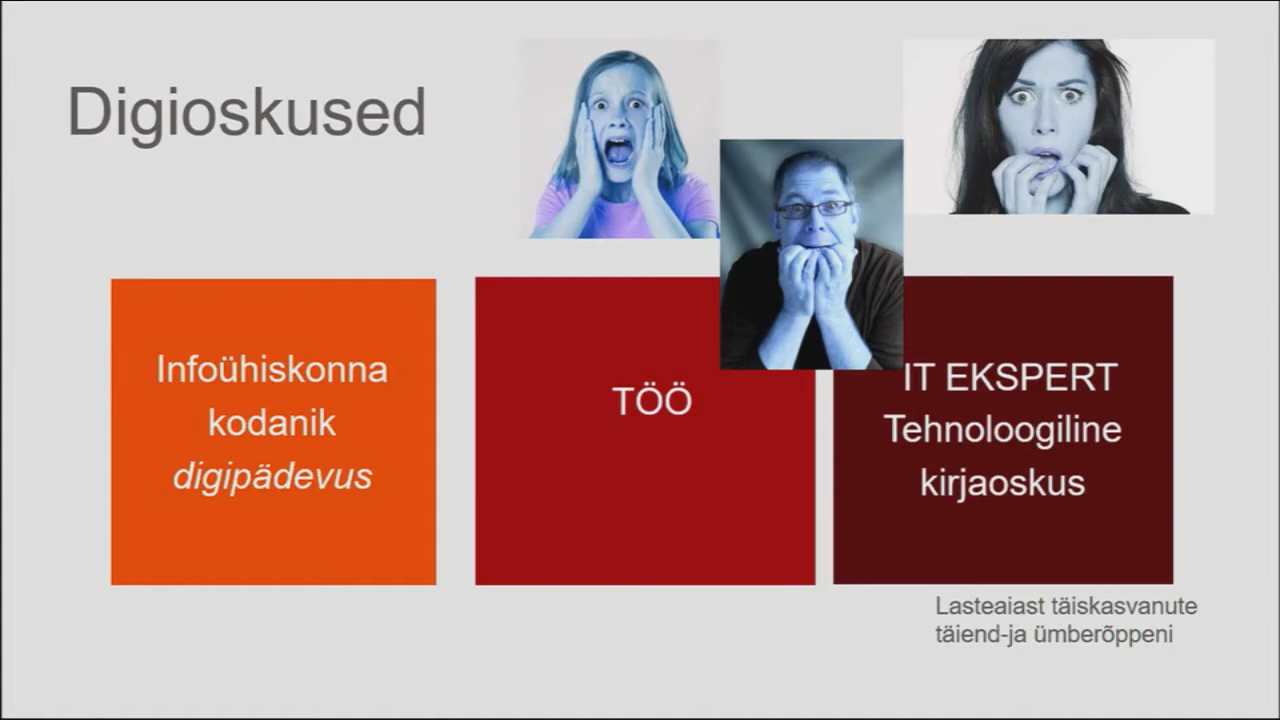 Digioskused
Infoühiskonna
kodanik
digipädevus
TÖÖ
IT EKSPERT
Tehnoloogiline
kirjaoskus
Lasteaiast täiskasvanute
täiend-ja ümberõppeni